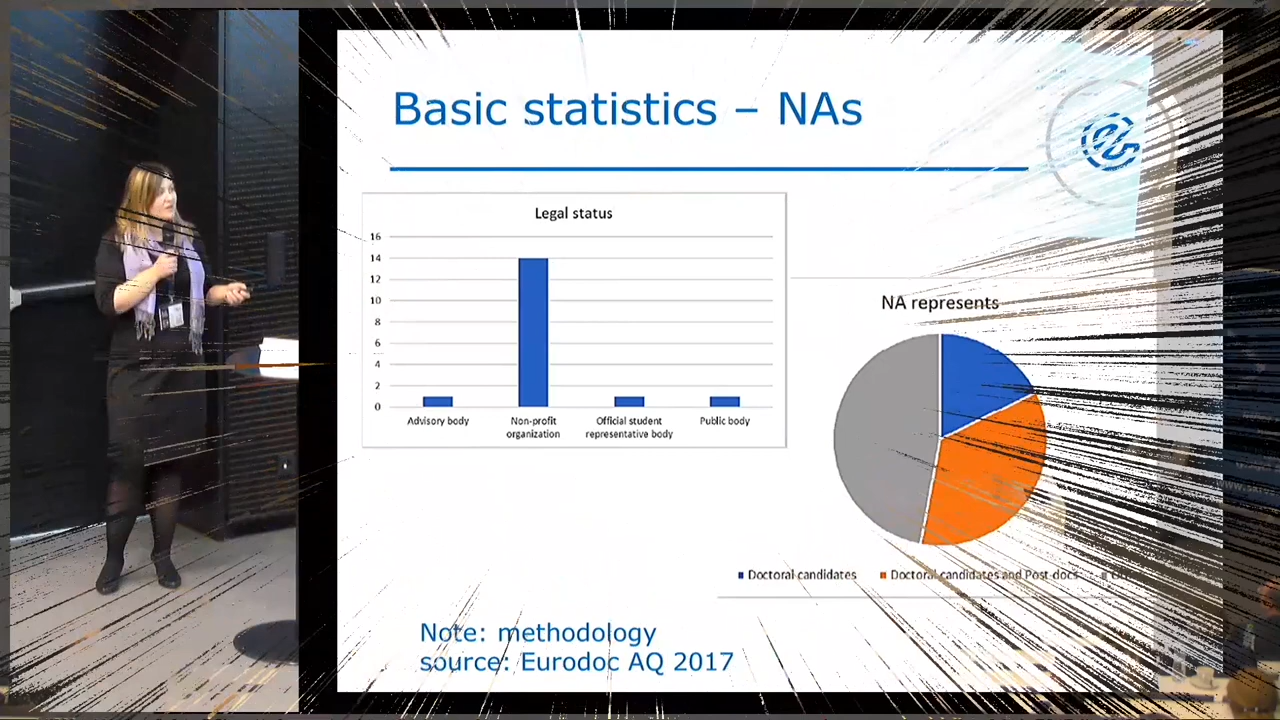 Basic statistics – NAs
Legal status
16
14
12
10
8
6
4
2
0
Advisory body
Non-profit
organization
Official student
representative body
Public body
NA represents
Doctoral candidates
Doctoral candidates and Post-docs
Note: methodology
source: Eurodoc AQ 2017